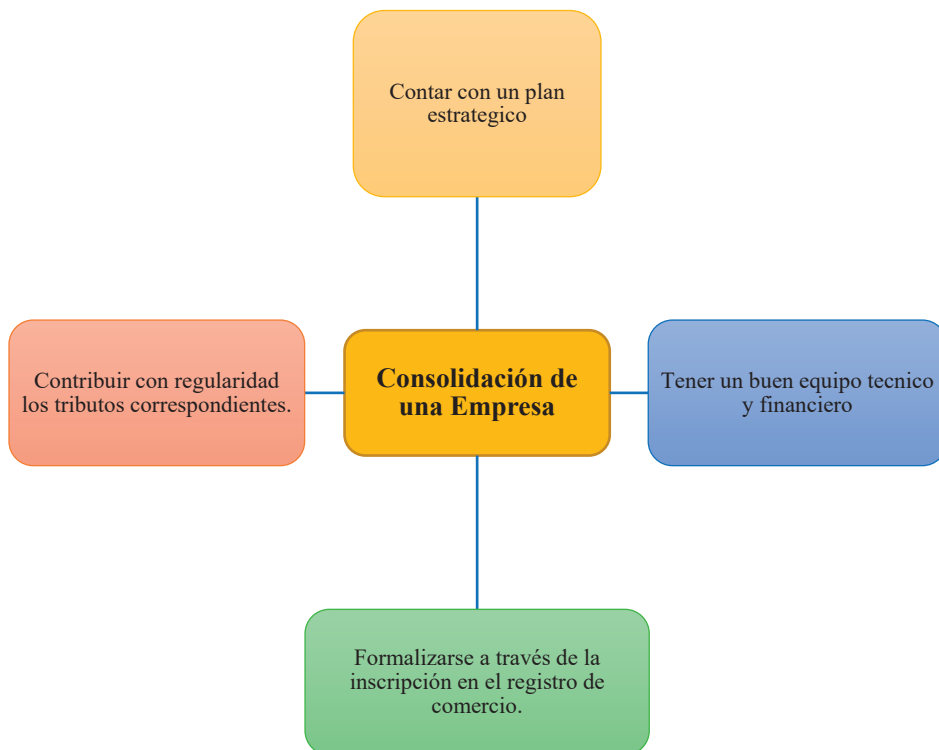 Contar con un plan
estrategico
Contribuir con regularidad
los tributos correspondientes.
Consolidación de
una Empresa
Tener un buen equipo tecnico
y financiero
Formalizarse a través de la
inscripción en el registro de
comercio.